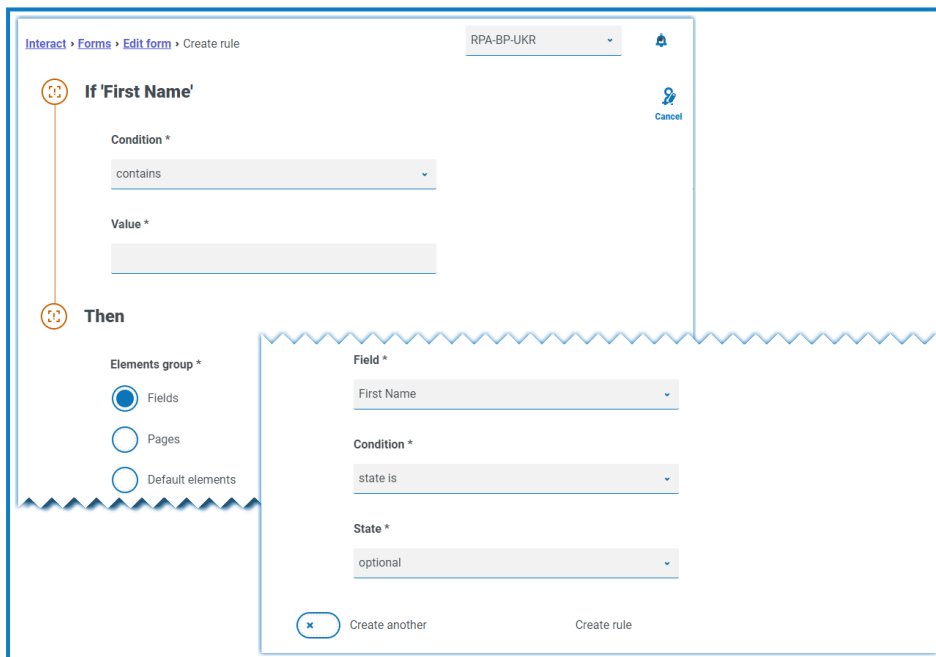 Interact › Forms › Edit form › Create rule
RPA-BP-UKR
If 'First Name'
Cancel
Condition *
contains
Value *
Then
Elements group *
Fields
Pages
Default elements
Field *
First Name
Condition *
state is
State *
optional
Create another
Create rule